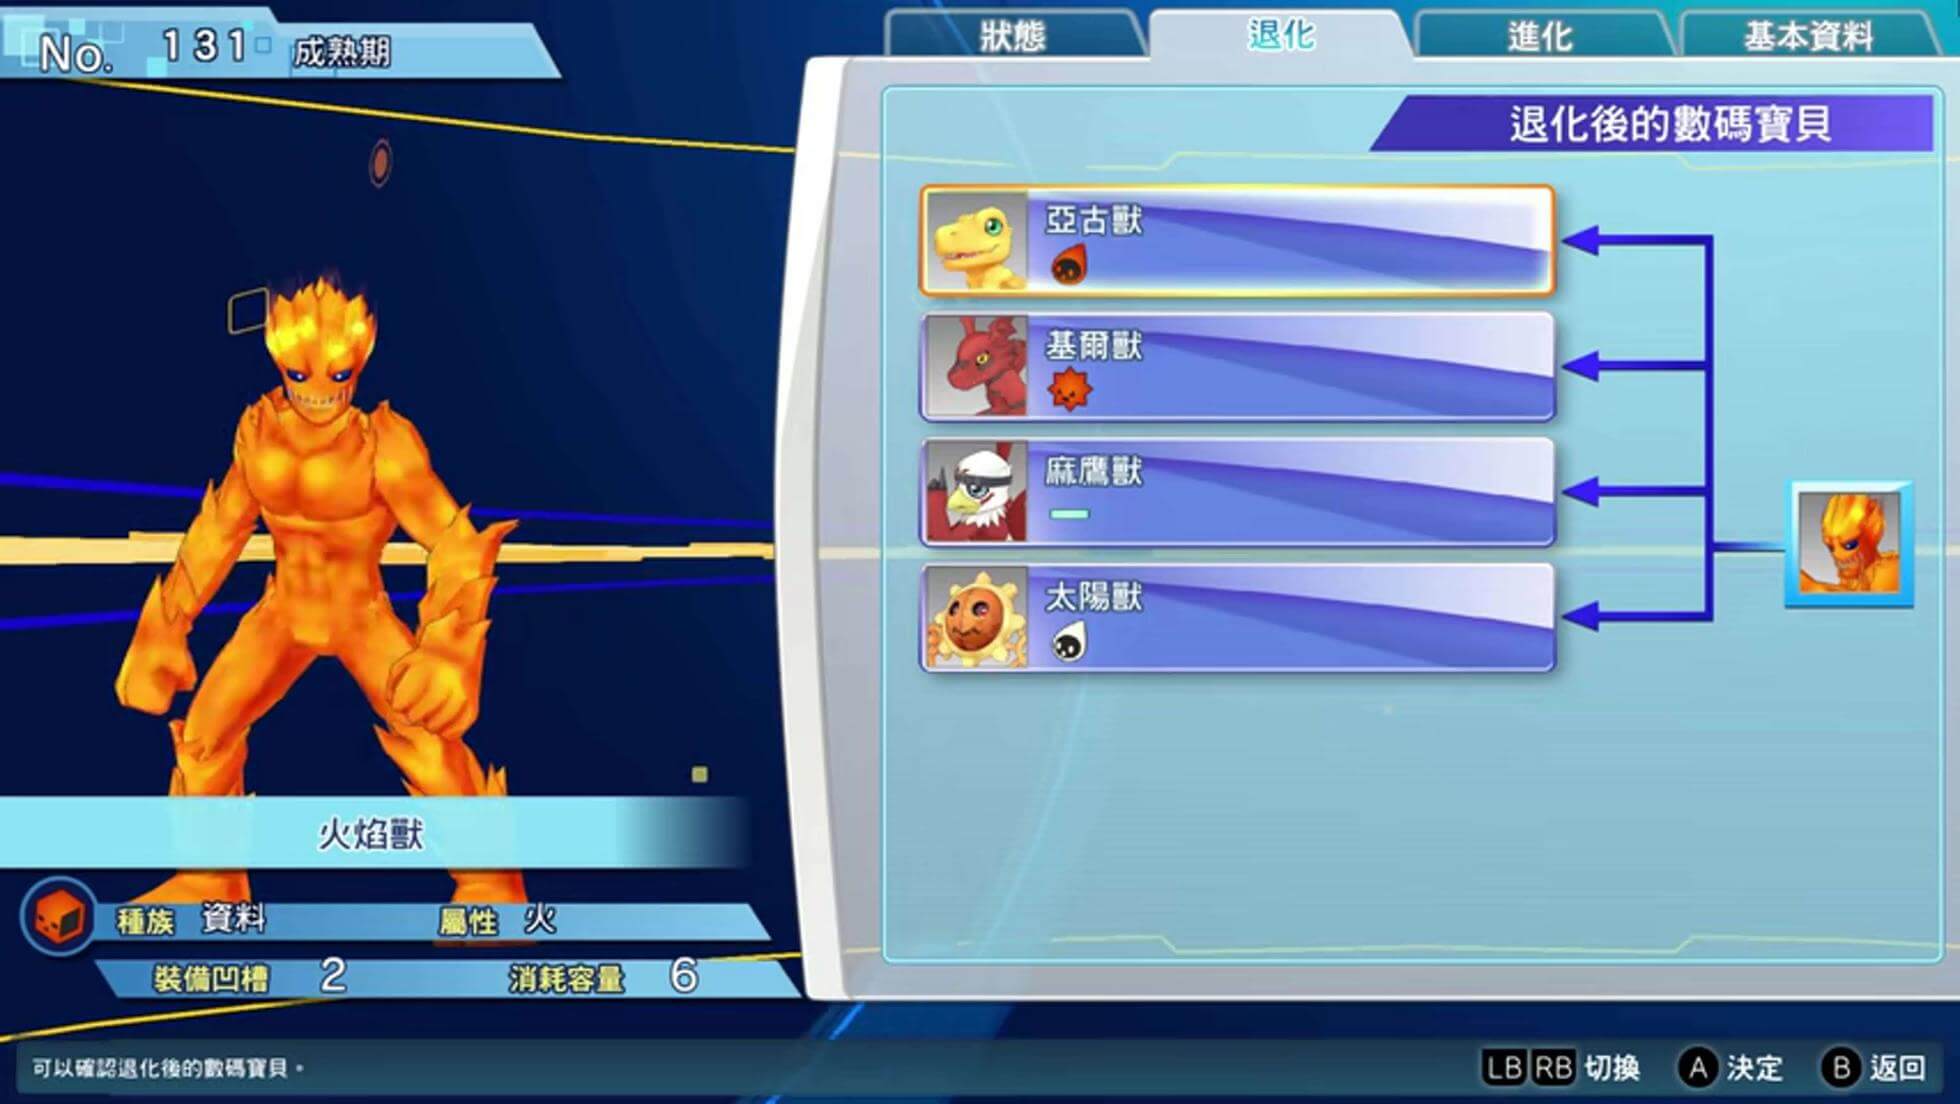 No. 131 成熟期
狀態 退化 進化 基本資料
退化後的數碼寶貝
亞古獸
基爾獸
麻鷹獸
太陽獸
火焰獸
種族 資料 屬性 火
裝備凹槽 2 消耗容量 6
可以確認退化後的數碼寶貝。
LB RB 切換 A 決定 B 返回